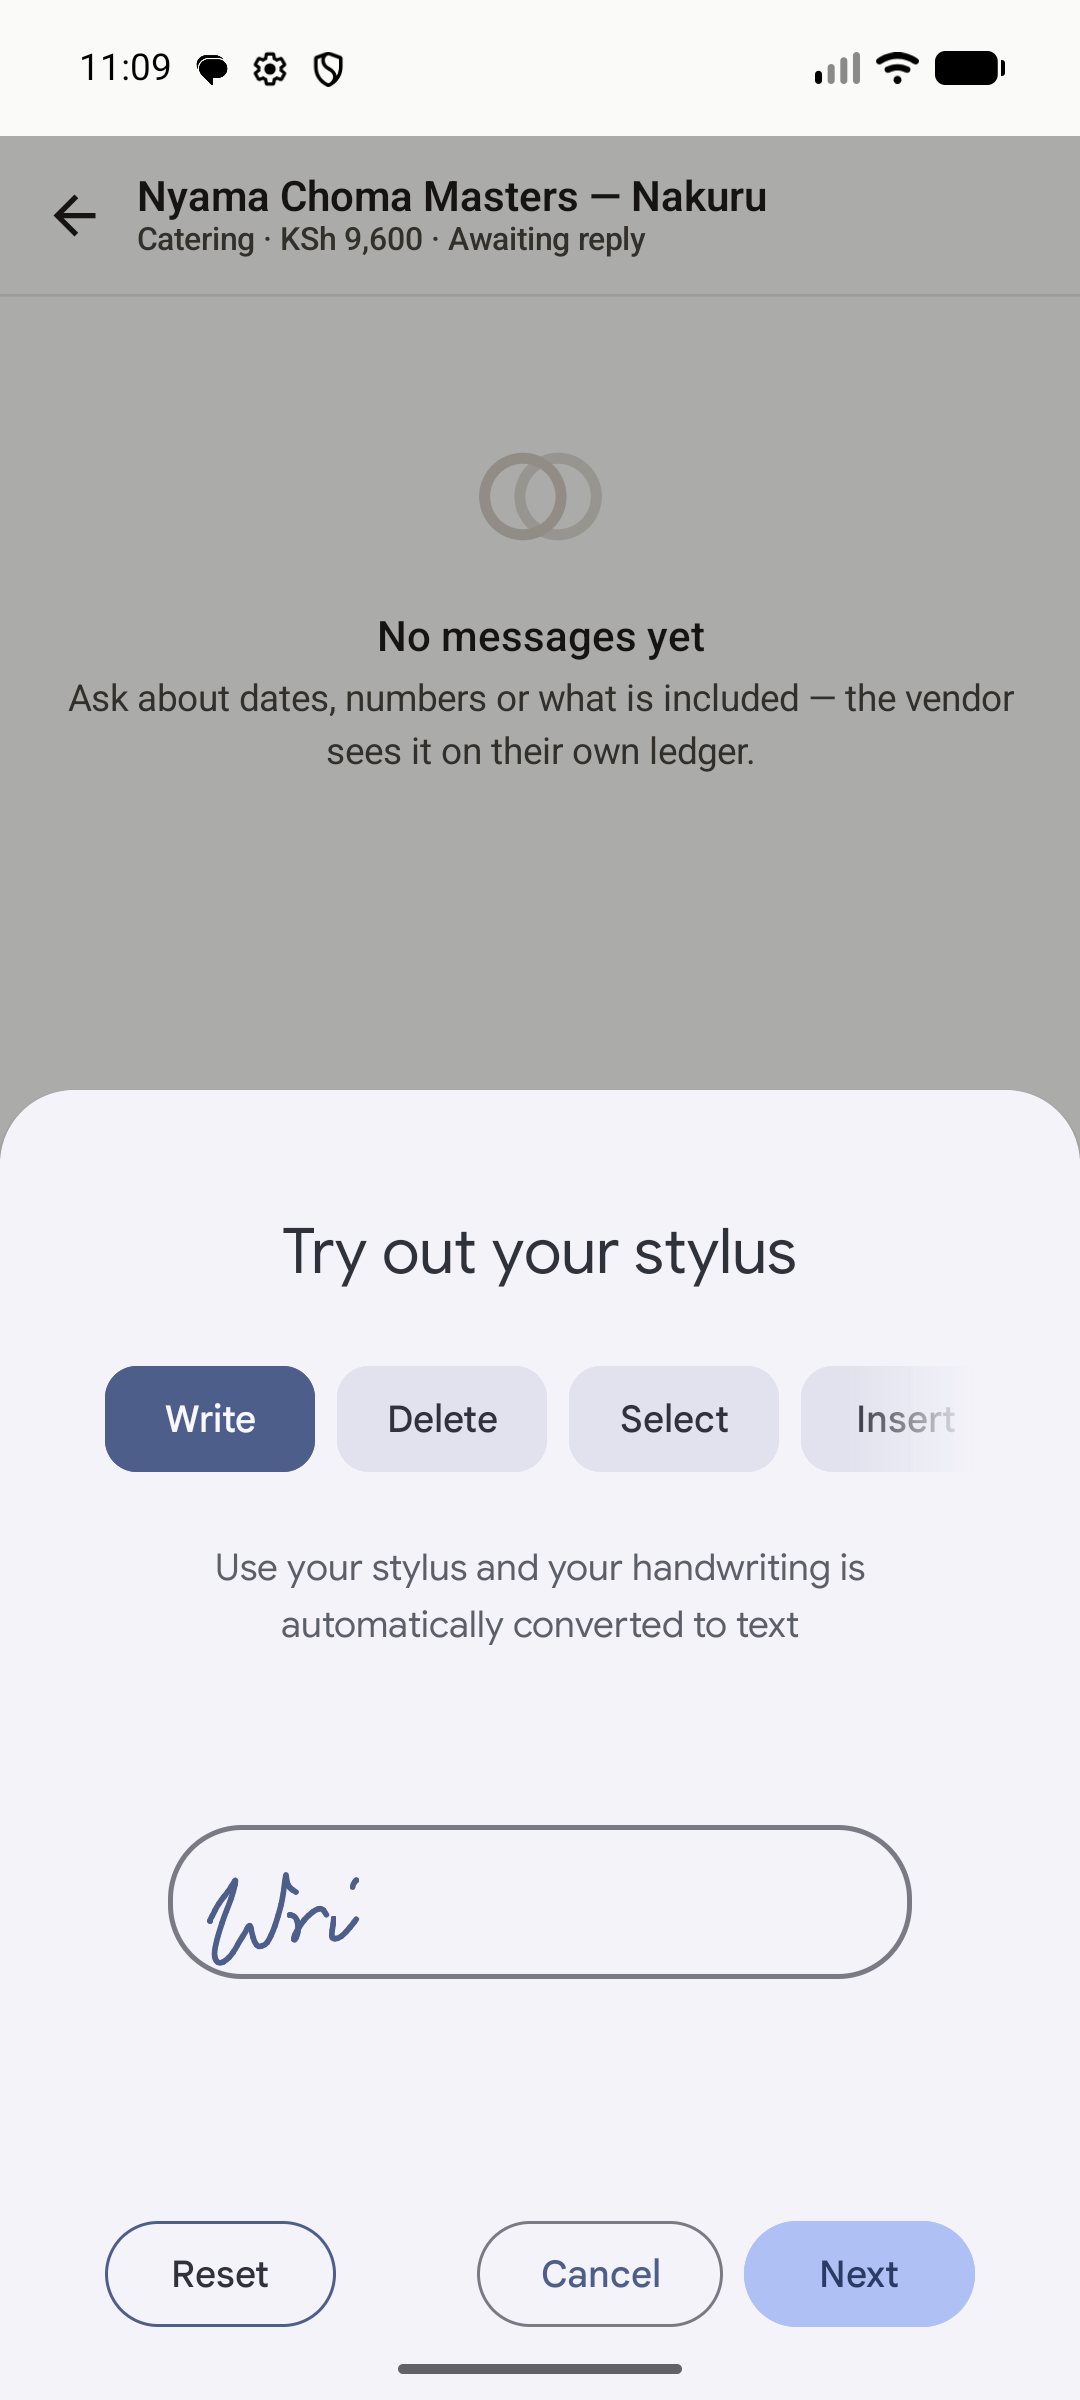 11:09
Nyama Choma Masters — Nakuru
Catering · KSh 9,600 · Awaiting reply
No messages yet
Ask about dates, numbers or what is included — the vendor
sees it on their own ledger.
Try out your stylus
Write Delete Select Insert
Use your stylus and your handwriting is
automatically converted to text
Wri
Reset Cancel Next